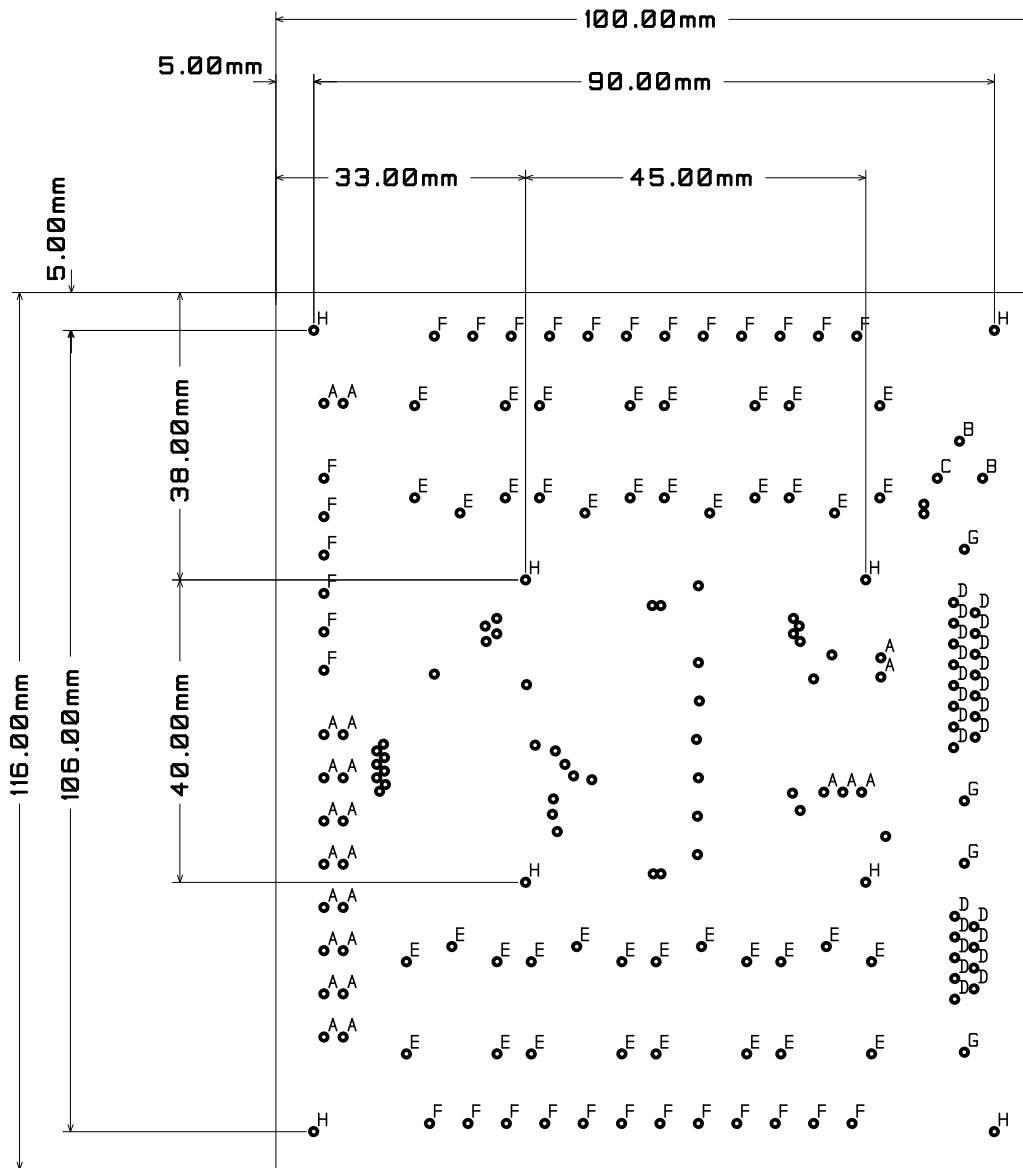 100.00mm
5.00mm
90.00mm
33.00mm 45.00mm
5.00mm
H F F F F F F F F F F F F H
A A E E E E E E E E
B
38.00mm
F C B
E E E E E E E E E E E E
F
F G
H H
F D D
D D
F D D
A
D D
F A
D D
D D
D D
116.00mm 106.00mm 40.00mm
A A D
A A A A A
G
A A
A A G
H H
A A D D
D D
E E E E E E E E E E E E
A A D D
D D
A A D
A A
E E E E E E E E G
F F F F F F F F F F F F
H H